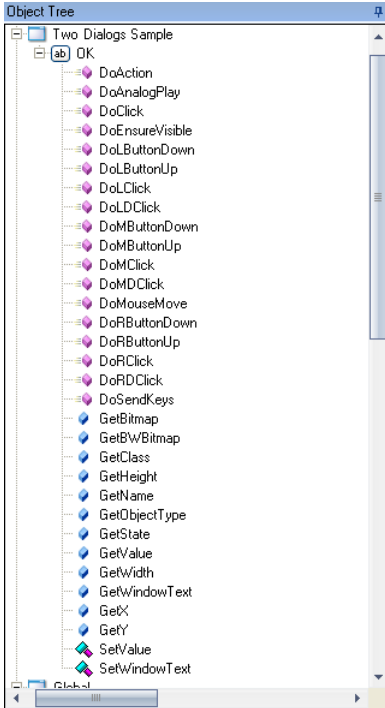 Object Tree
Two Dialogs Sample
ab OK
DoAction
DoAnalogPlay
DoClick
DoEnsureVisible
DoLButtonDown
DoLButtonUp
DoLClick
DoLDClick
DoMButtonDown
DoMButtonUp
DoMClick
DoMDClick
DoMouseMove
DoRButtonDown
DoRButtonUp
DoRClick
DoRDClick
DoSendKeys
GetBitmap
GetBWBitmap
GetClass
GetHeight
GetName
GetObjectType
GetState
GetValue
GetWidth
GetWindowText
GetX
GetY
SetValue
SetWindowText
Global